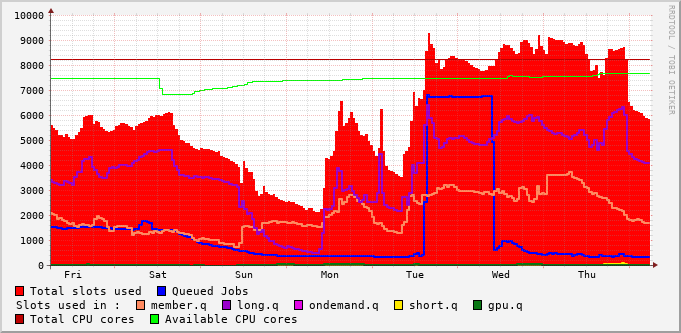 RRDTOOL / TOBI OETIKER
10000
9000
8000
7000
6000
5000
4000
3000
2000
1000
0
Fri Sat Sun Mon Tue Wed Thu
Total slots used Queued Jobs
Slots used in : member.q long.q ondemand.q short.q gpu.q
Total CPU cores Available CPU cores